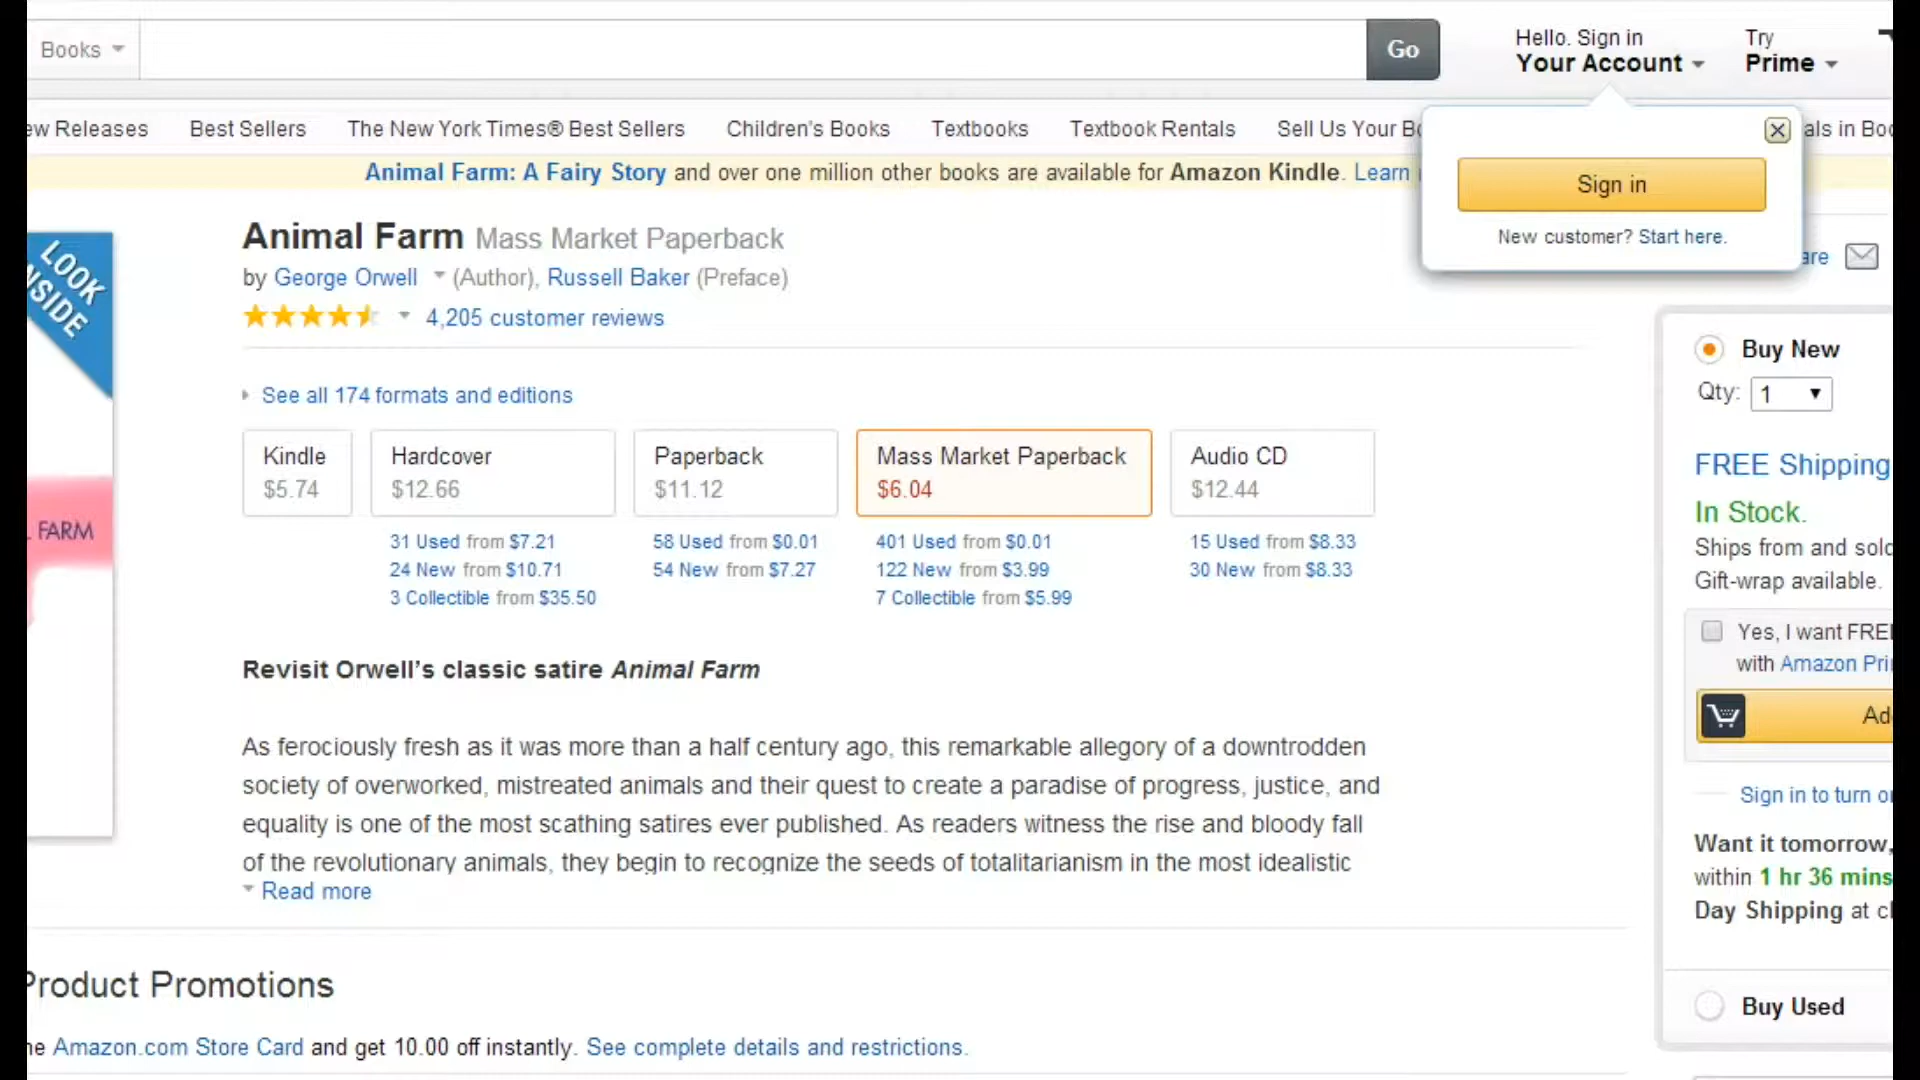 Books
Go
Hello. Sign in
Your Account
Try
Prime
ew Releases Best Sellers The New York Times® Best Sellers Children's Books Textbooks Textbook Rentals Sell Us Your Bo als in Boo
Sign in
New customer? Start here.
Animal Farm: A Fairy Story and over one million other books are available for Amazon Kindle. Learn
LOOK
NSIDE
Animal Farm Mass Market Paperback
by George Orwell (Author), Russell Baker (Preface)
4,205 customer reviews
are
See all 174 formats and editions
Kindle
$5.74
Hardcover
$12.66
31 Used from $7.21
24 New from $10.71
3 Collectible from $35.50
Paperback
$11.12
58 Used from $0.01
54 New from $7.27
Mass Market Paperback
$6.04
401 Used from $0.01
122 New from $3.99
7 Collectible from $5.99
Audio CD
$12.44
15 Used from $8.33
30 New from $8.33
FARM
Revisit Orwell's classic satire Animal Farm
As ferociously fresh as it was more than a half century ago, this remarkable allegory of a downtrodden
society of overworked, mistreated animals and their quest to create a paradise of progress, justice, and
equality is one of the most scathing satires ever published. As readers witness the rise and bloody fall
of the revolutionary animals, they begin to recognize the seeds of totalitarianism in the most idealistic
Read more
Product Promotions
he Amazon.com Store Card and get 10.00 off instantly. See complete details and restrictions.
Buy New
Qty: 1
FREE Shipping
In Stock.
Ships from and sold
Gift-wrap available.
Yes, I want FREE
with Amazon Pri
Ad
Sign in to turn o
Want it tomorrow,
within 1 hr 36 mins
Day Shipping at c
Buy Used